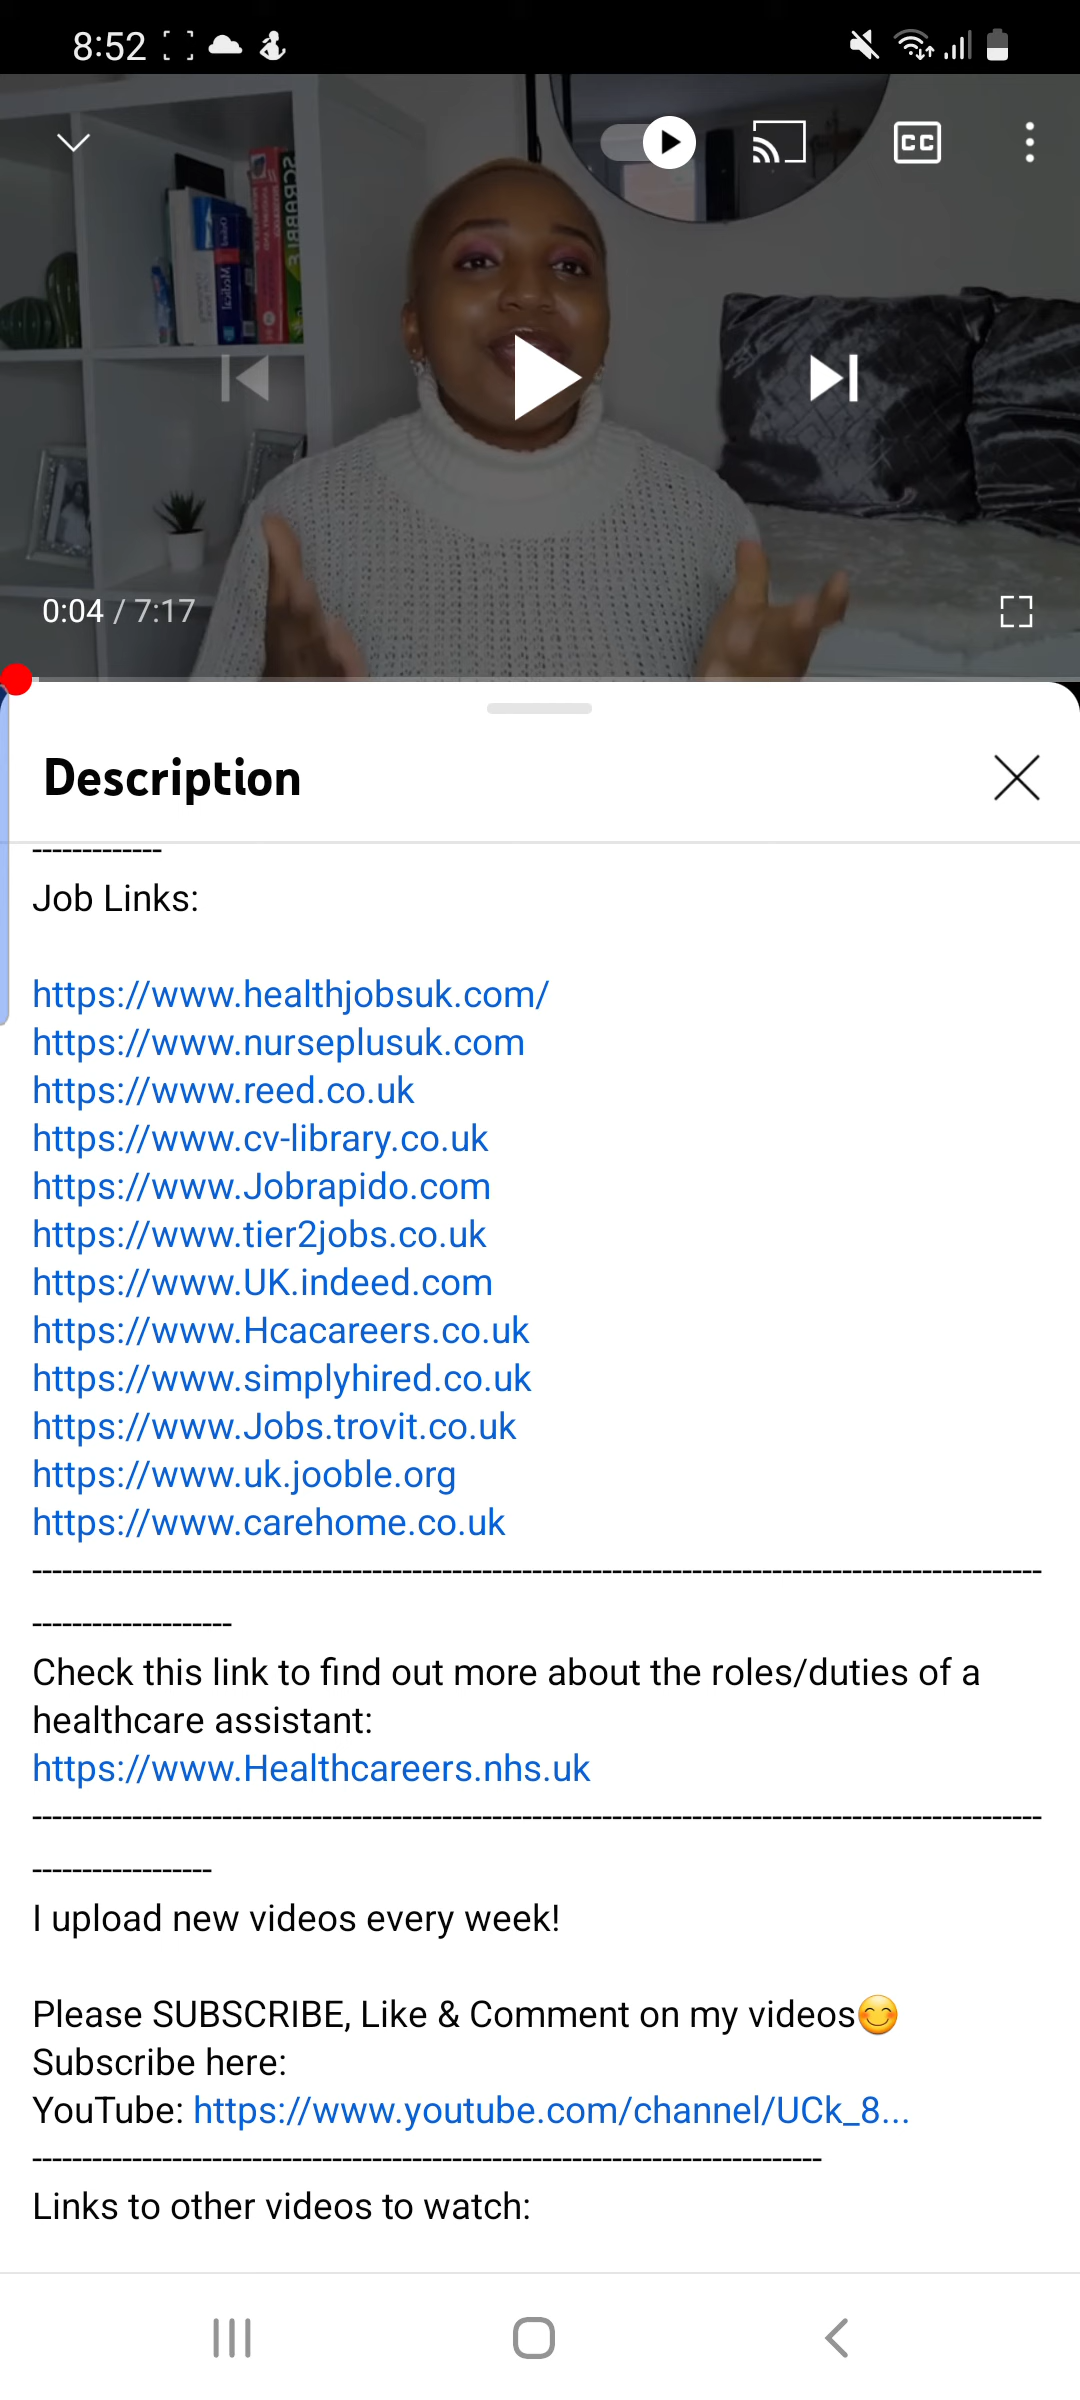 8:52
CC
SCRABBLE
Medical
0:04 / 7:17
Description
-------------
Job Links:
https://www.healthjobsuk.com/
https://www.nurseplusuk.com
https://www.reed.co.uk
https://www.cv-library.co.uk
https://www.Jobrapido.com
https://www.tier2jobs.co.uk
https://www.UK.indeed.com
https://www.Hcacareers.co.uk
https://www.simplyhired.co.uk
https://www.Jobs.trovit.co.uk
https://www.uk.jooble.org
https://www.carehome.co.uk
-----------------------------------------------------------------------------------------------------
--------------------
Check this link to find out more about the roles/duties of a
healthcare assistant:
https://www.Healthcareers.nhs.uk
-----------------------------------------------------------------------------------------------------
------------------
I upload new videos every week!
Please SUBSCRIBE, Like & Comment on my videos😊
Subscribe here:
YouTube: https://www.youtube.com/channel/UCk_8...
-------------------------------------------------------------------------------
Links to other videos to watch: